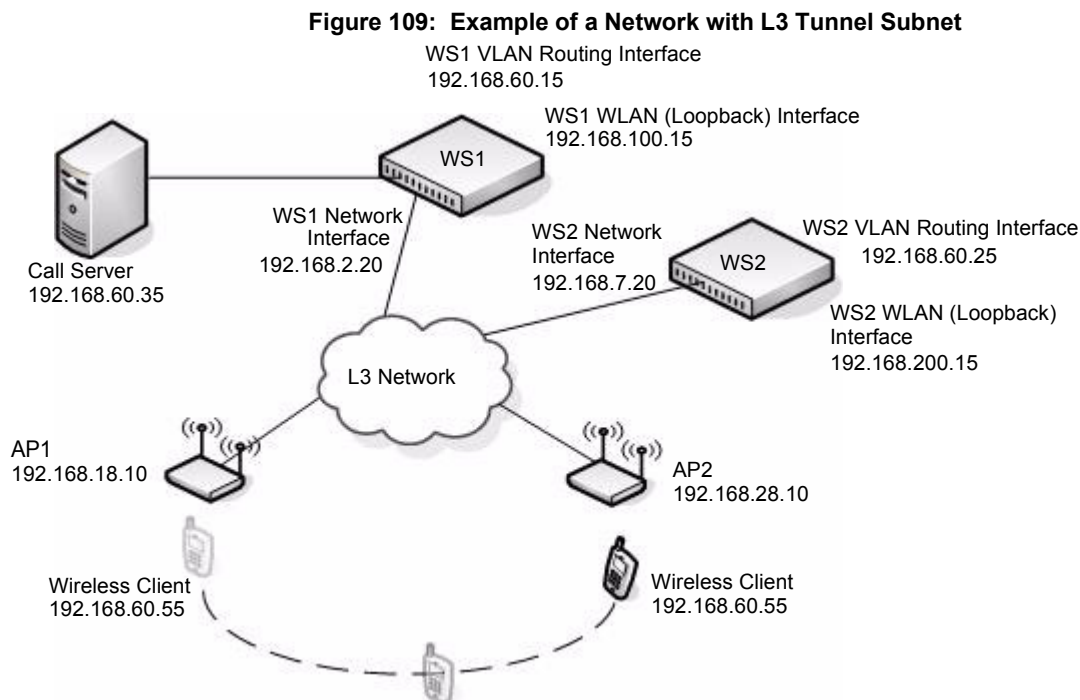 Figure 109: Example of a Network with L3 Tunnel Subnet
WS1 VLAN Routing Interface
192.168.60.15
WS1 WLAN (Loopback) Interface
192.168.100.15
WS1
WS1 Network
Interface
192.168.2.20
WS2 Network
Interface
192.168.7.20
WS2
WS2 VLAN Routing Interface
192.168.60.25
WS2 WLAN (Loopback)
Interface
192.168.200.15
Call Server
192.168.60.35
L3 Network
AP1
192.168.18.10
AP2
192.168.28.10
Wireless Client
192.168.60.55
Wireless Client
192.168.60.55